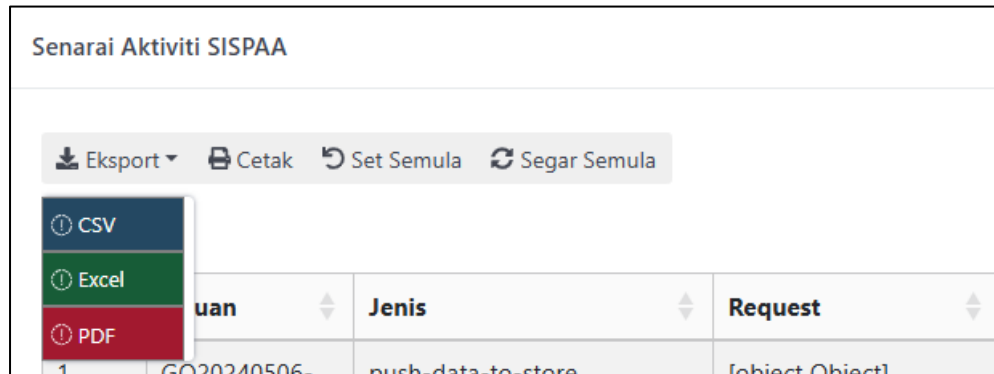 Senarai Aktiviti SISPAA
Eksport Cetak Set Semula Segar Semula
CSV
Excel
PDF
uan Jenis Request
1 GO20240506- push-data-to-store [object Object]